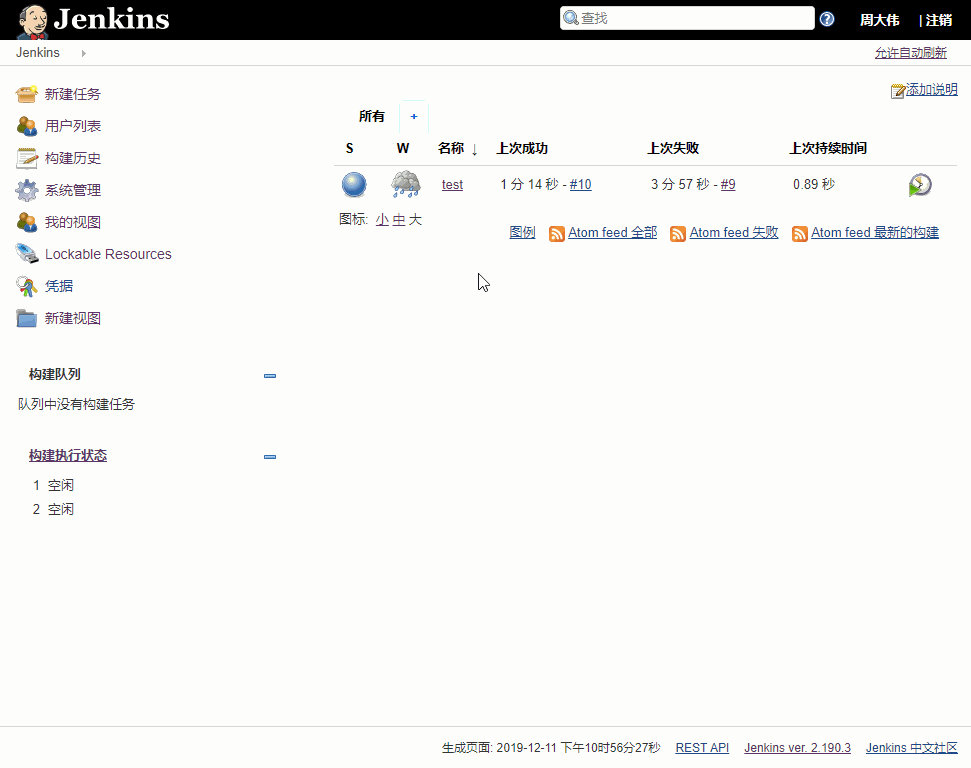 Jenkins
查找
周大伟 | 注销
Jenkins
允许自动刷新
新建任务
用户列表
构建历史
系统管理
我的视图
Lockable Resources
凭据
新建视图
构建队列
队列中没有构建任务
构建执行状态
1 空闲
2 空闲
添加说明
所有 +
S W 名称 ↓ 上次成功 上次失败 上次持续时间
test 1 分 14 秒 - #10 3 分 57 秒 - #9 0.89 秒
图标: 小 中 大
图例 Atom feed 全部 Atom feed 失败 Atom feed 最新的构建
生成页面: 2019-12-11 下午10时56分27秒 REST API Jenkins ver. 2.190.3 Jenkins 中文社区